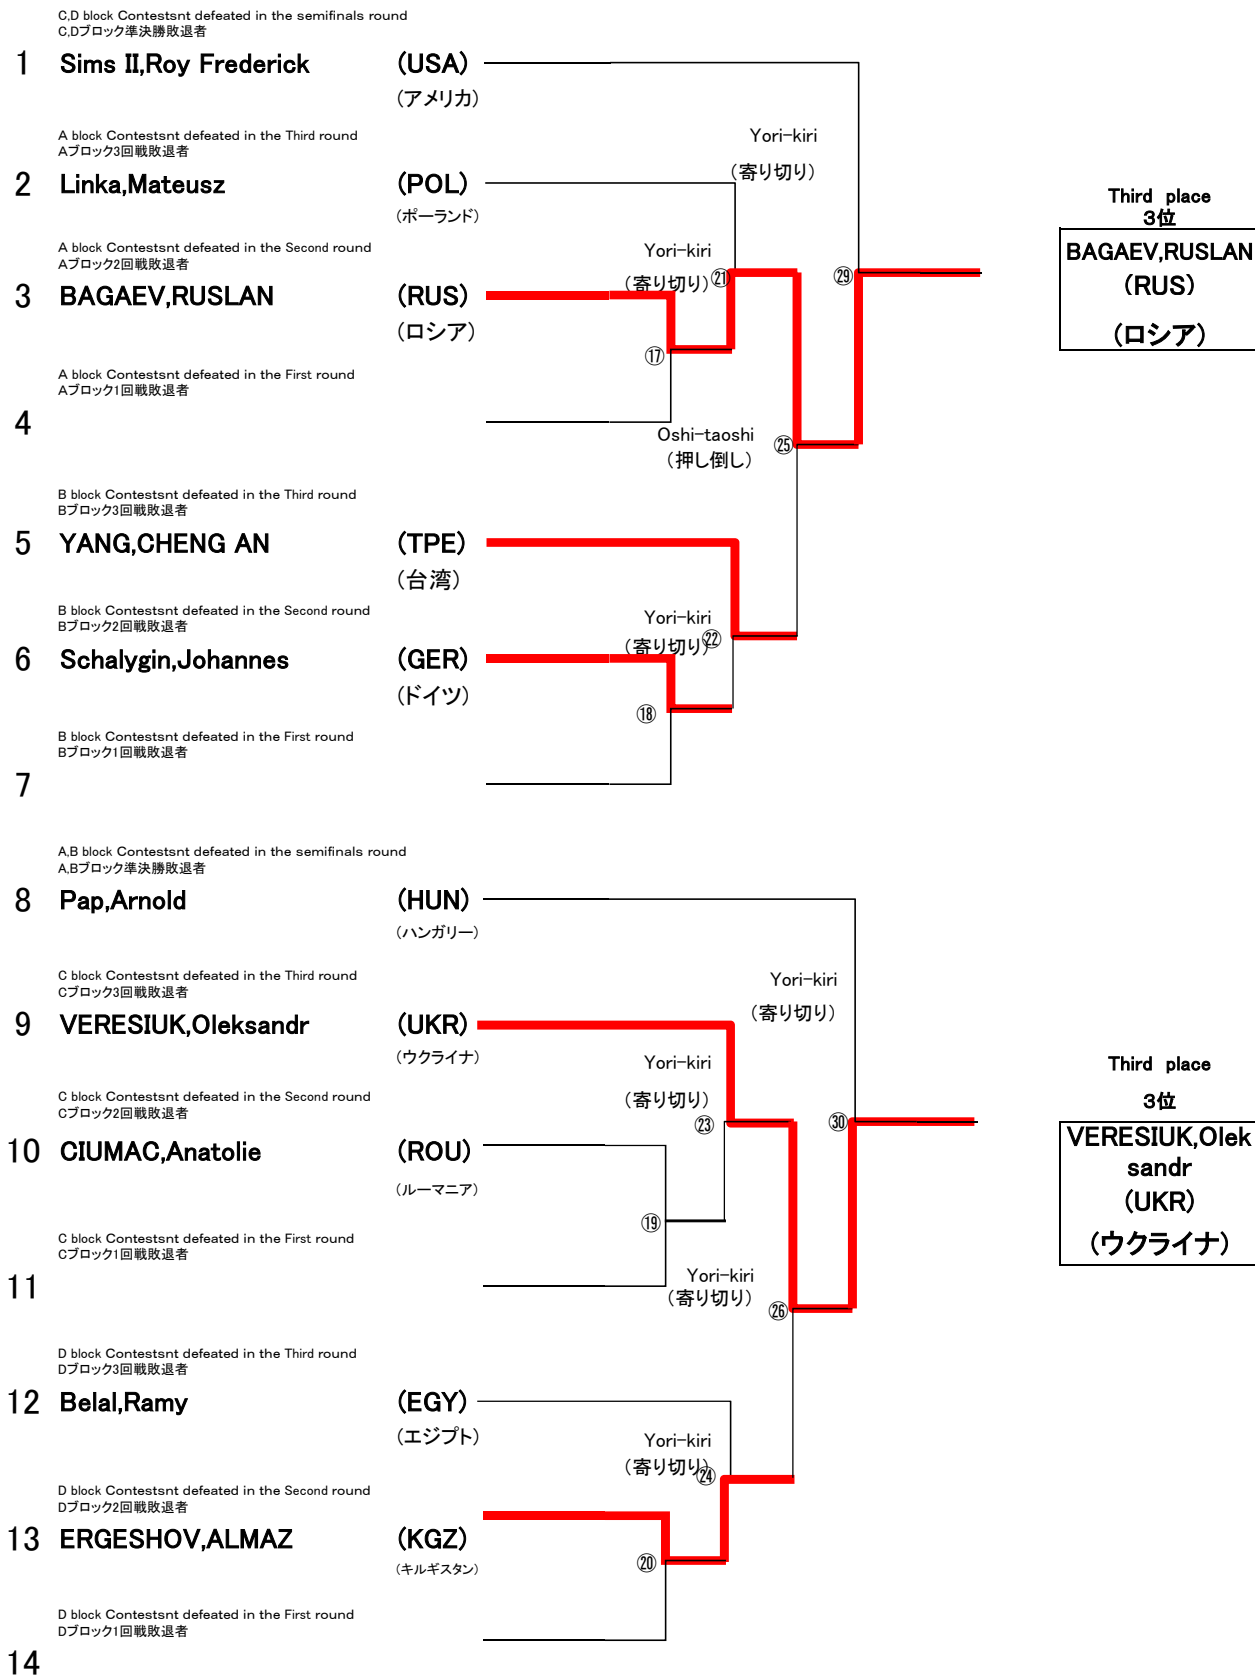 C,D block Contestsnt defeated in the semifinals round
C,Dブロック準決勝敗退者
1 Sims II,Roy Frederick (USA)
(アメリカ)
A block Contestsnt defeated in the Third round
Aブロック3回戦敗退者
Yori-kiri
(寄り切り)
2 Linka,Mateusz (POL)
(ポーランド)
Third place
3位
A block Contestsnt defeated in the Second round
Aブロック2回戦敗退者
Yori-kiri
(寄り切り)
㉑
㉙
BAGAEV,RUSLAN
(RUS)
(ロシア)
3 BAGAEV,RUSLAN (RUS)
(ロシア)
⑰
A block Contestsnt defeated in the First round
Aブロック1回戦敗退者
4
Oshi-taoshi
(押し倒し)
㉕
B block Contestsnt defeated in the Third round
Bブロック3回戦敗退者
5 YANG,CHENG AN (TPE)
(台湾)
B block Contestsnt defeated in the Second round
Bブロック2回戦敗退者
Yori-kiri
(寄り切り)
㉒
6 Schalygin,Johannes (GER)
(ドイツ)
⑱
B block Contestsnt defeated in the First round
Bブロック1回戦敗退者
7
A,B block Contestsnt defeated in the semifinals round
A,Bブロック準決勝敗退者
8 Pap,Arnold (HUN)
(ハンガリー)
C block Contestsnt defeated in the Third round
Cブロック3回戦敗退者
Yori-kiri
(寄り切り)
9 VERESIUK,Oleksandr (UKR)
(ウクライナ)
Yori-kiri
(寄り切り)
㉓
Third place
3位
C block Contestsnt defeated in the Second round
Cブロック2回戦敗退者
㉚
VERESIUK,Olek
sandr
(UKR)
(ウクライナ)
10 CIUMAC,Anatolie (ROU)
(ルーマニア)
⑲
C block Contestsnt defeated in the First round
Cブロック1回戦敗退者
11
Yori-kiri
(寄り切り)
㉖
D block Contestsnt defeated in the Third round
Dブロック3回戦敗退者
12 Belal,Ramy (EGY)
(エジプト)
Yori-kiri
(寄り切り)
㉔
D block Contestsnt defeated in the Second round
Dブロック2回戦敗退者
13 ERGESHOV,ALMAZ (KGZ)
(キルギスタン)
⑳
D block Contestsnt defeated in the First round
Dブロック1回戦敗退者
14